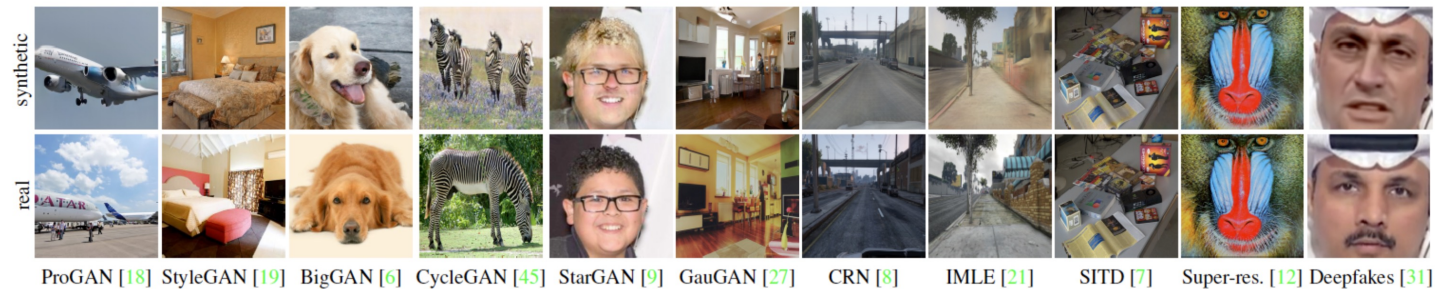 synthetic
real
QATAR
ProGAN [18] StyleGAN [19] BigGAN [6] CycleGAN [45] StarGAN [9] GauGAN [27] CRN [8] IMLE [21] SITD [7] Super-res. [12] Deepfakes [31]